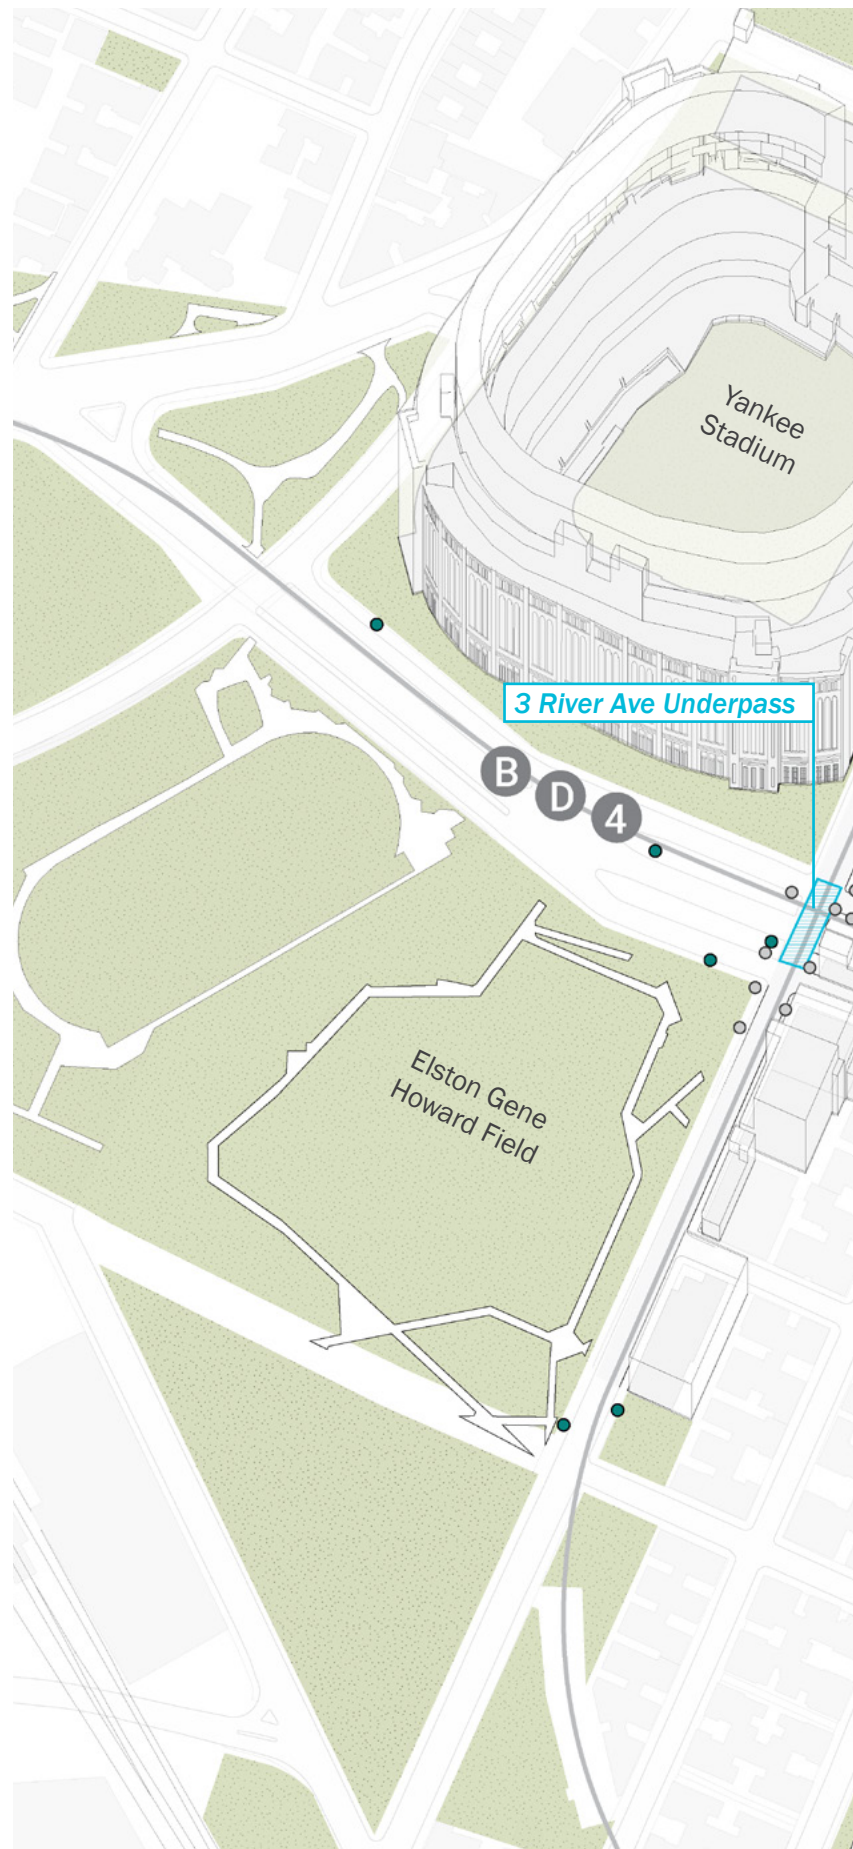 Yankee
Stadium
3 River Ave Underpass
B D 4
Elston Gene
Howard Field